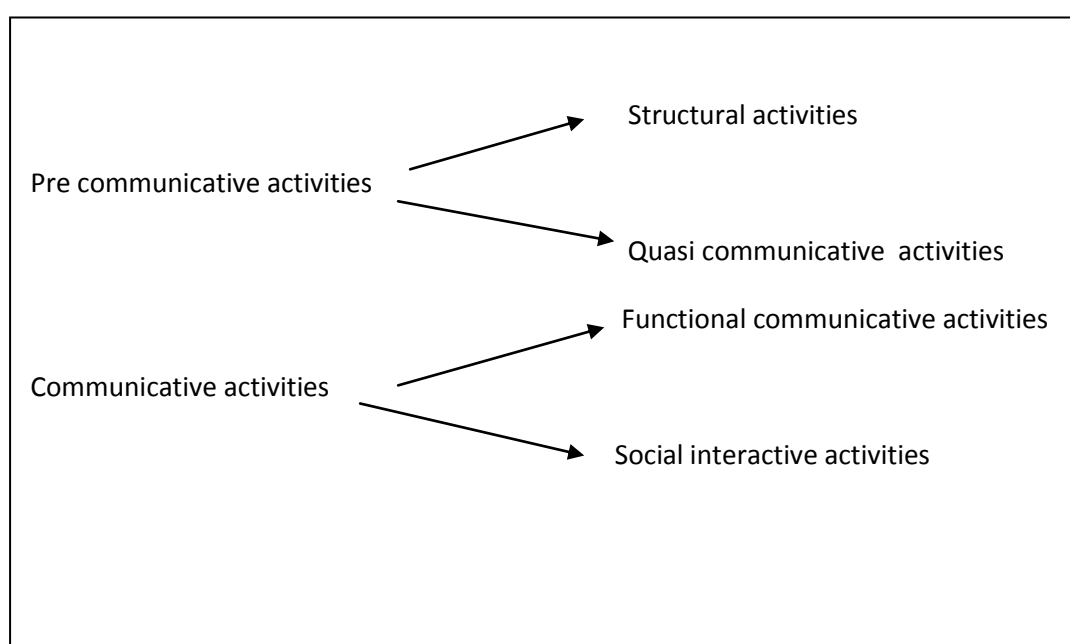 Structural activities
Pre communicative activities
Quasi communicative  activities
Functional communicative activities
Communicative activities
Social interactive activities